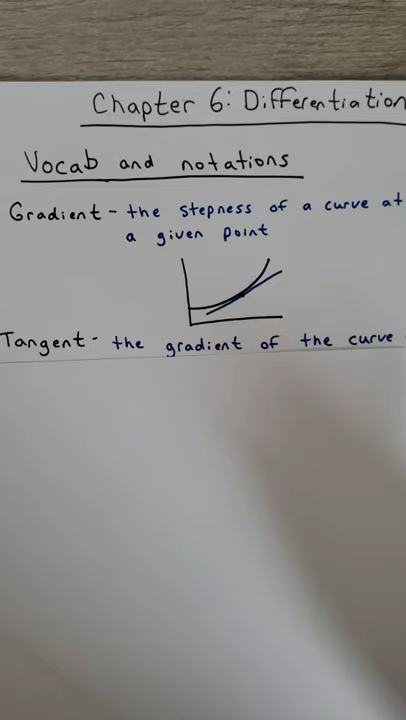 Chapter 6: Differentiation
Vocab and notations
Gradient - the stepness of a curve at
a given point
Tangent - the gradient of the curve